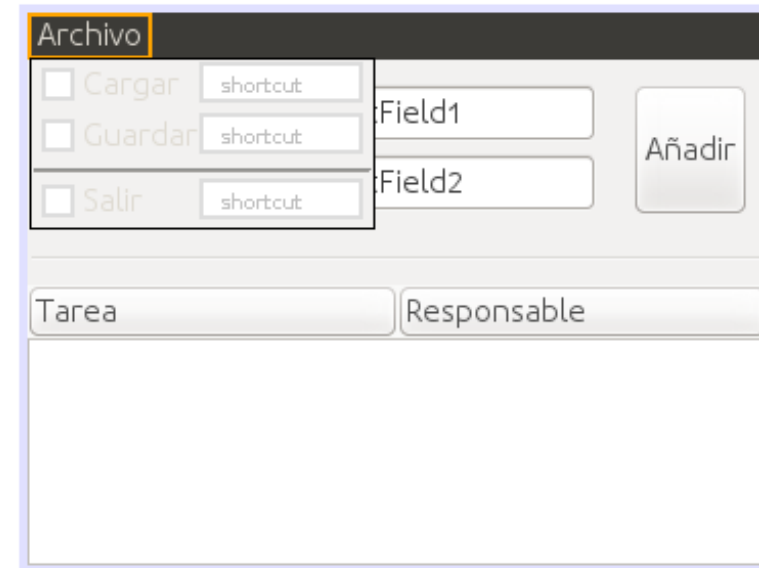 Archivo
Cargar shortcut
Guardar shortcut
Salir shortcut
Field1
Field2
Añadir
Tarea Responsable